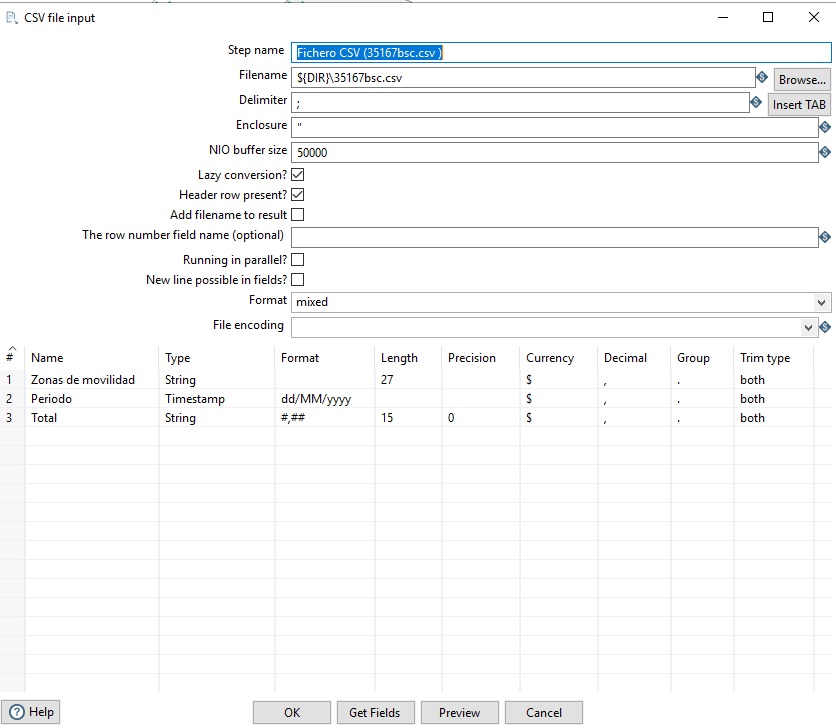 CSV file input
Step name Fichero CSV (35167bsc.csv )
Filename ${DIR}\35167bsc.csv Browse...
Delimiter ; Insert TAB
Enclosure "
NIO buffer size 50000
Lazy conversion?
Header row present?
Add filename to result
The row number field name (optional)
Running in parallel?
New line possible in fields?
Format mixed
File encoding
# Name Type Format Length Precision Currency Decimal Group Trim type
1 Zonas de movilidad String 27 $ , . both
2 Periodo Timestamp dd/MM/yyyy $ , . both
3 Total String #,## 15 0 $ , . both
Help OK Get Fields Preview Cancel